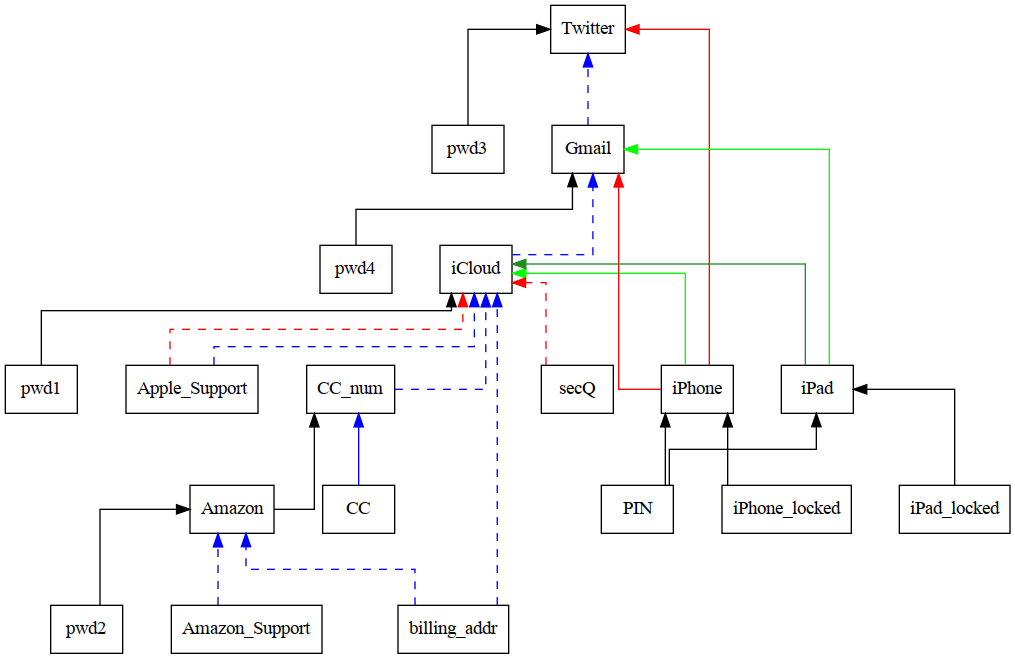 Twitter
pwd3
Gmail
pwd4
iCloud
pwd1
Apple_Support
CC_num
secQ
iPhone
iPad
Amazon
CC
PIN
iPhone_locked
iPad_locked
pwd2
Amazon_Support
billing_addr